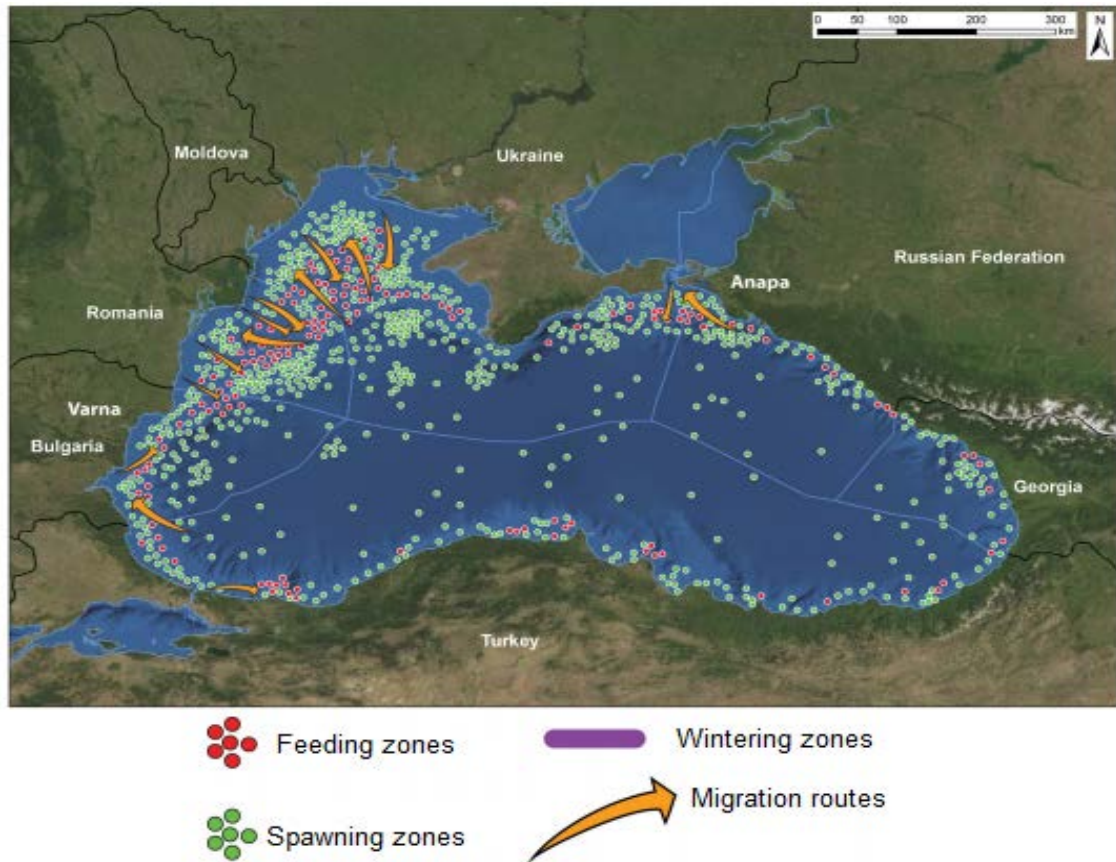 0 50 100 200 300
km
N
Moldova
Ukraine
Russian Federation
Anapa
Romania
Varna
Bulgaria
Georgia
Turkey
Feeding zones
Wintering zones
Migration routes
Spawning zones